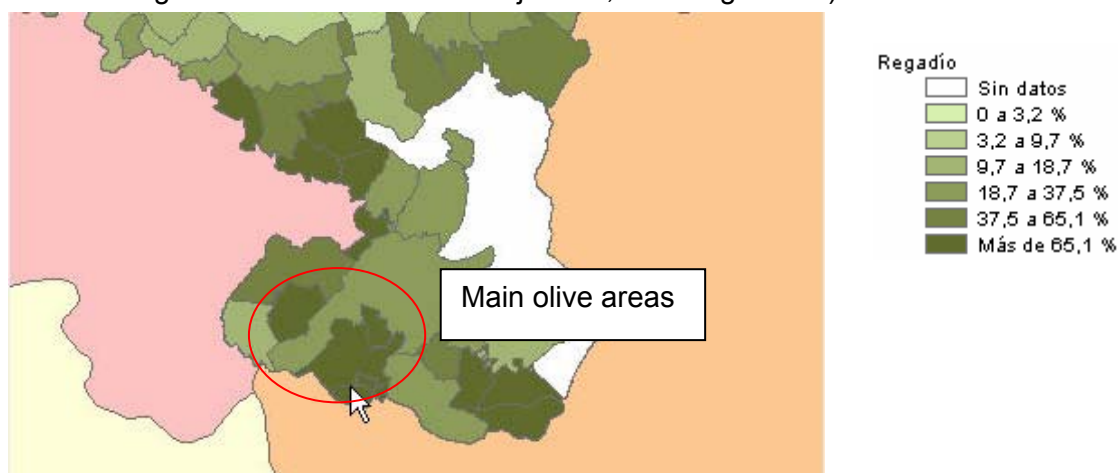 Regadío
Sin datos
0 a 3,2 %
3,2 a 9,7 %
9,7 a 18,7 %
18,7 a 37,5 %
37,5 a 65,1 %
Más de 65,1 %
Main olive areas